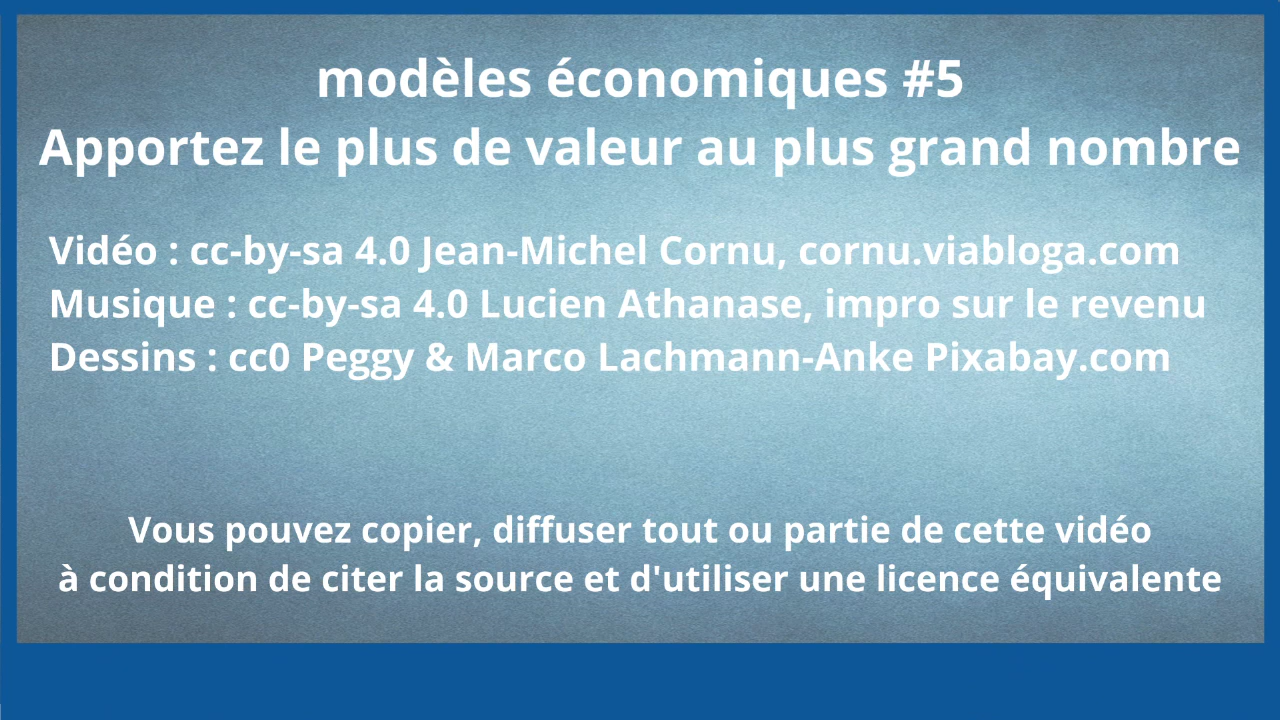 modèles économiques #5
Apportez le plus de valeur au plus grand nombre
Vidéo : cc-by-sa 4.0 Jean-Michel Cornu, cornu.viabloga.com
Musique : cc-by-sa 4.0 Lucien Athanase, impro sur le revenu
Dessins : cc0 Peggy & Marco Lachmann-Anke Pixabay.com
Vous pouvez copier, diffuser tout ou partie de cette vidéo
à condition de citer la source et d'utiliser une licence équivalente